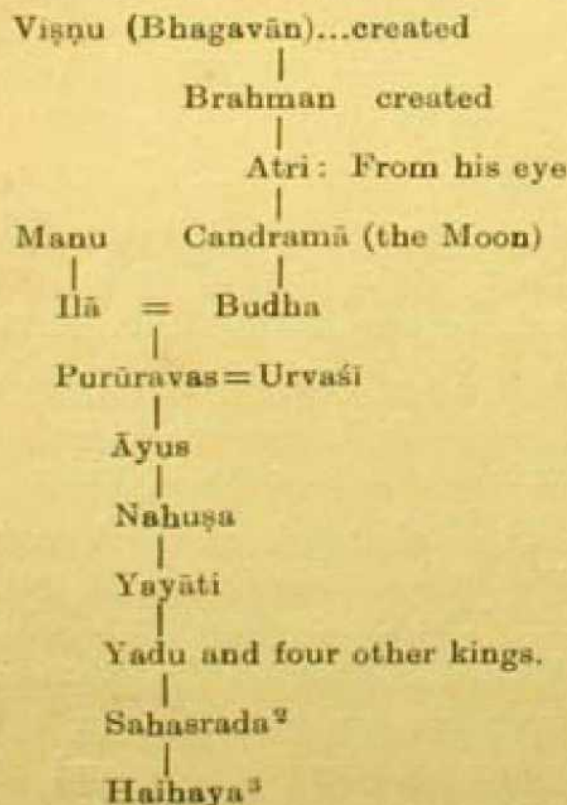 Viṣṇu (Bhagavān)...created
Brahman created
Atri: From his eye
Manu Candramā (the Moon)
Ilā = Budha
Purūravas = Urvaśī
Āyus
Nahuṣa
Yayāti
Yadu and four other kings.
Sahasrada²
Haihaya³